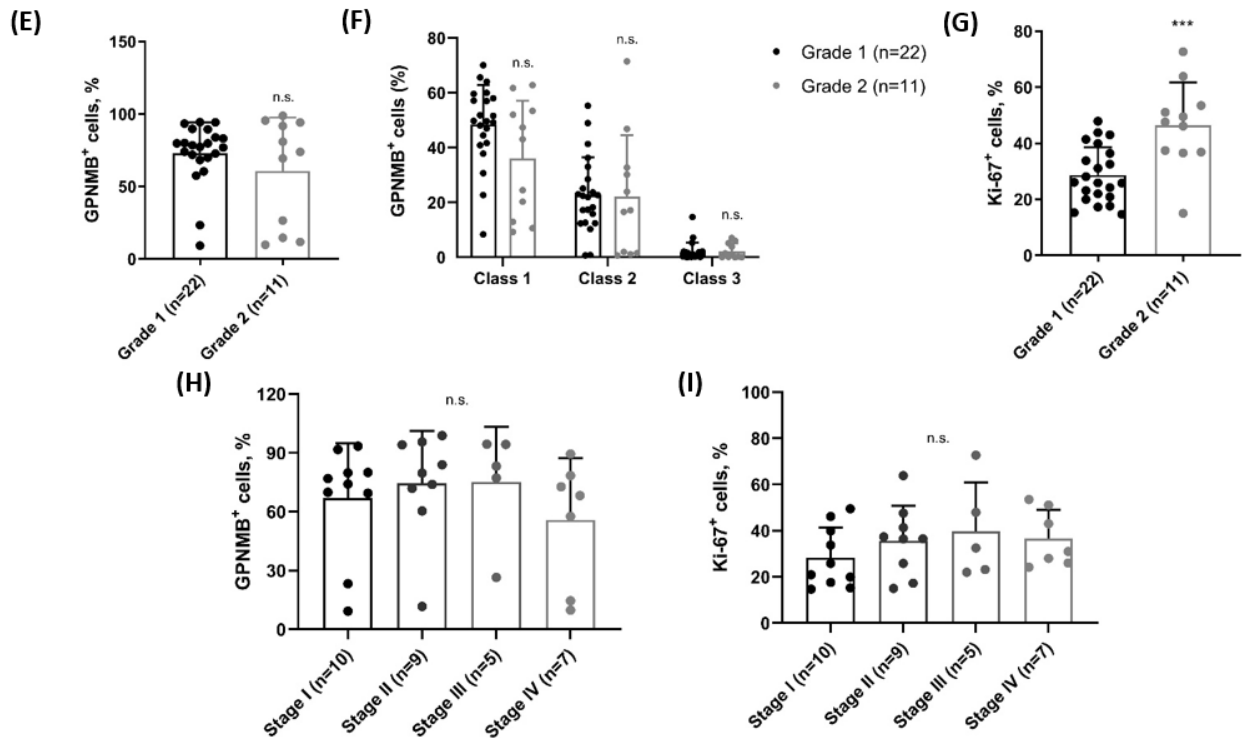 (E)
GPNMB⁺ cells, %
150
100
50
0
n.s.
Grade 1 (n=22)
Grade 2 (n=11)
(F)
GPNMB⁺ cells (%)
80
60
40
20
0
n.s.
n.s.
n.s.
Class 1
Class 2
Class 3
Grade 1 (n=22)
Grade 2 (n=11)
(G)
Ki-67⁺ cells, %
80
60
40
20
0
***
Grade 1 (n=22)
Grade 2 (n=11)
(H)
GPNMB⁺ cells, %
120
90
60
30
0
n.s.
Stage I (n=10)
Stage II (n=9)
Stage III (n=5)
Stage IV (n=7)
(I)
Ki-67⁺ cells, %
100
80
60
40
20
0
n.s.
Stage I (n=10)
Stage II (n=9)
Stage III (n=5)
Stage IV (n=7)